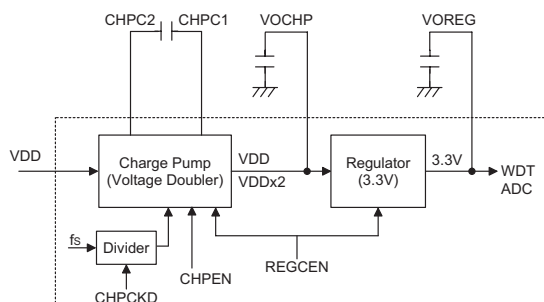 CHPC2 CHPC1
VOCHP
VOREG
VDD
Charge Pump
(Voltage Doubler)
VDD
VDDx2
Regulator
(3.3V)
3.3V
WDT
ADC
fs
Divider
CHPEN
REGCEN
CHPCKD